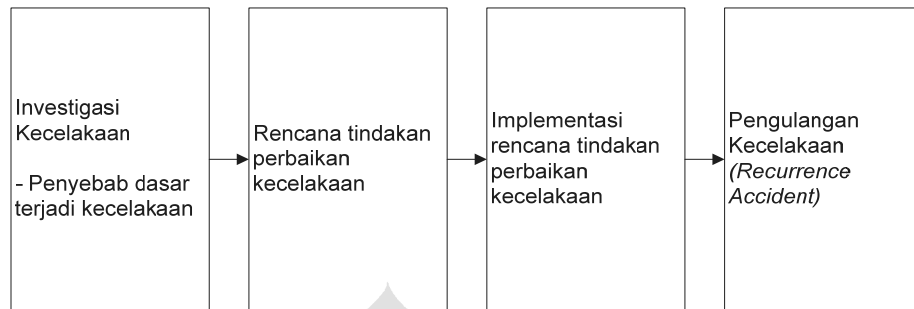 Investigasi
Kecelakaan
- Penyebab dasar
terjadi kecelakaan
Rencana tindakan
perbaikan
kecelakaan
Implementasi
rencana tindakan
perbaikan
kecelakaan
Pengulangan
Kecelakaan
(Recurrence
Accident)